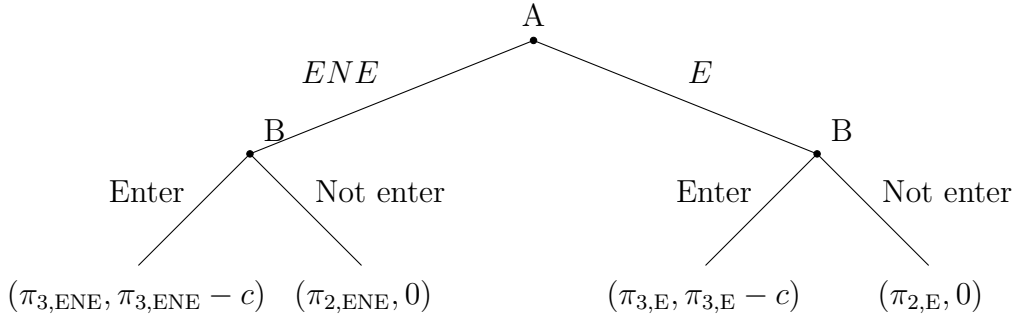 A
ENE E
B B
Enter Not enter Enter Not enter
(π₃,ENE, π₃,ENE − c) (π₂,ENE, 0) (π₃,E, π₃,E − c) (π₂,E, 0)